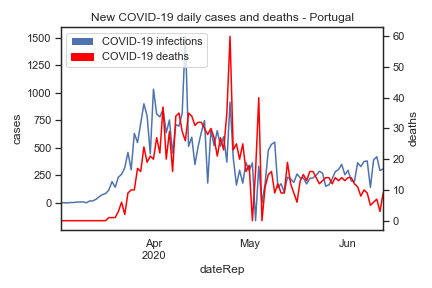 New COVID-19 daily cases and deaths - Portugal
COVID-19 infections
COVID-19 deaths
1500
1250
1000
750
500
250
0
cases
60
50
40
30
20
10
0
deaths
Apr
2020
May
Jun
dateRep